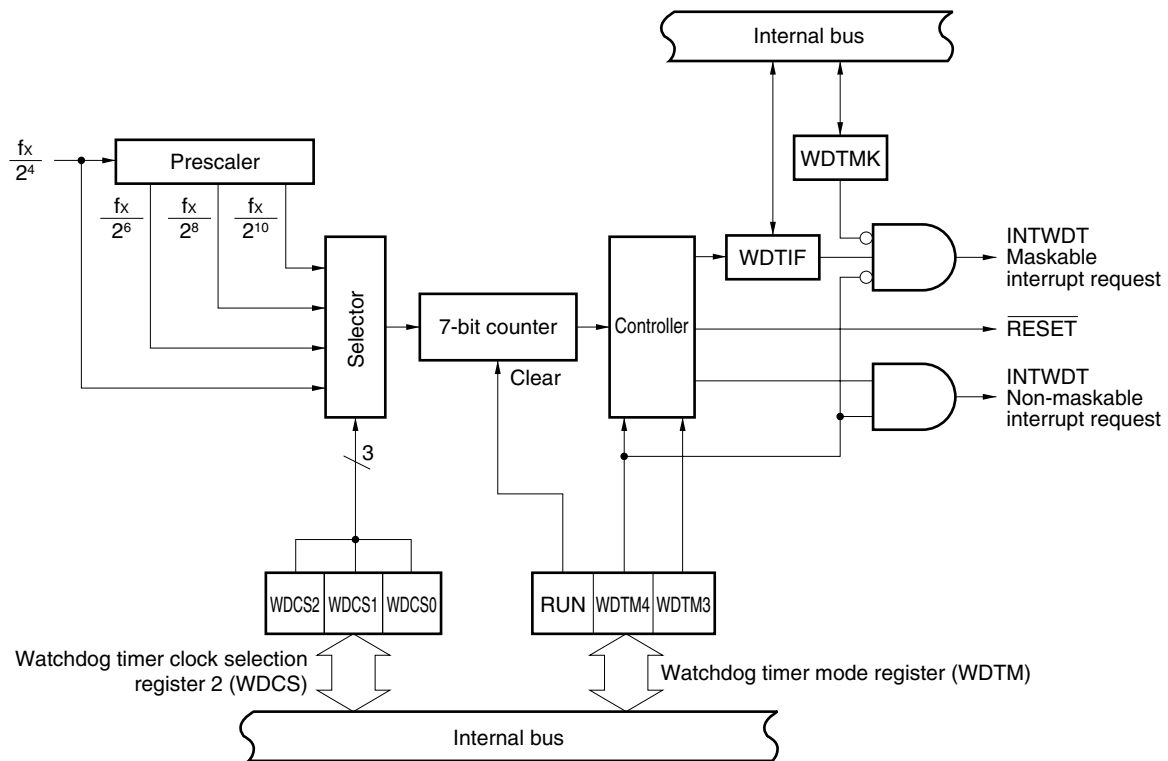 Internal bus
fX
2⁴
Prescaler
WDTMK
fX
2⁶
fX
2⁸
fX
2¹⁰
INTWDT
Maskable
interrupt request
WDTIF
Selector
7-bit counter
Controller
RESET
Clear
INTWDT
Non-maskable
interrupt request
3
WDCS2 WDCS1 WDCS0
RUN WDTM4 WDTM3
Watchdog timer clock selection
register 2 (WDCS)
Watchdog timer mode register (WDTM)
Internal bus